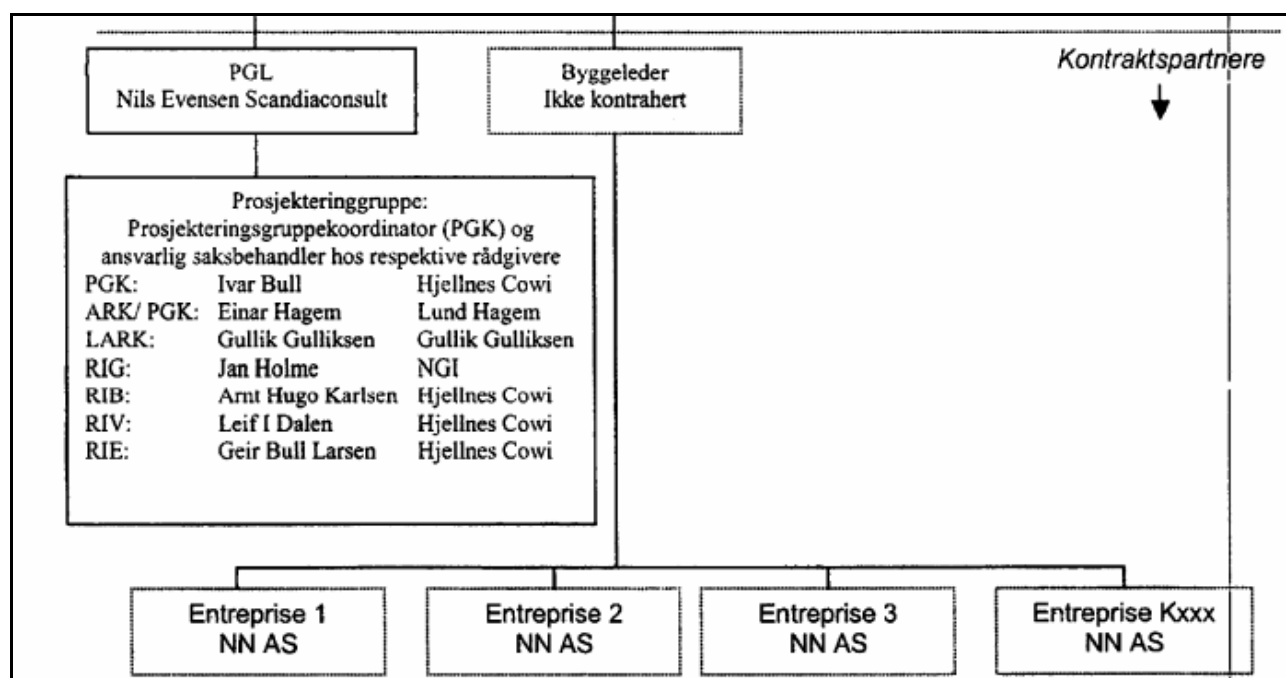 PGL
Nils Evensen Scandiaconsult
Byggeleder
Ikke kontrahert
Kontraktspartnere
Prosjekteringgruppe:
Prosjekteringsgruppekoordinator (PGK) og
ansvarlig saksbehandler hos respektive rådgivere
PGK: Ivar Bull Hjellnes Cowi
ARK/ PGK: Einar Hagem Lund Hagem
LARK: Gullik Gulliksen Gullik Gulliksen
RIG: Jan Holme NGI
RIB: Arnt Hugo Karlsen Hjellnes Cowi
RIV: Leif I Dalen Hjellnes Cowi
RIE: Geir Bull Larsen Hjellnes Cowi
Entreprise 1
NN AS
Entreprise 2
NN AS
Entreprise 3
NN AS
Entreprise Kxxx
NN AS